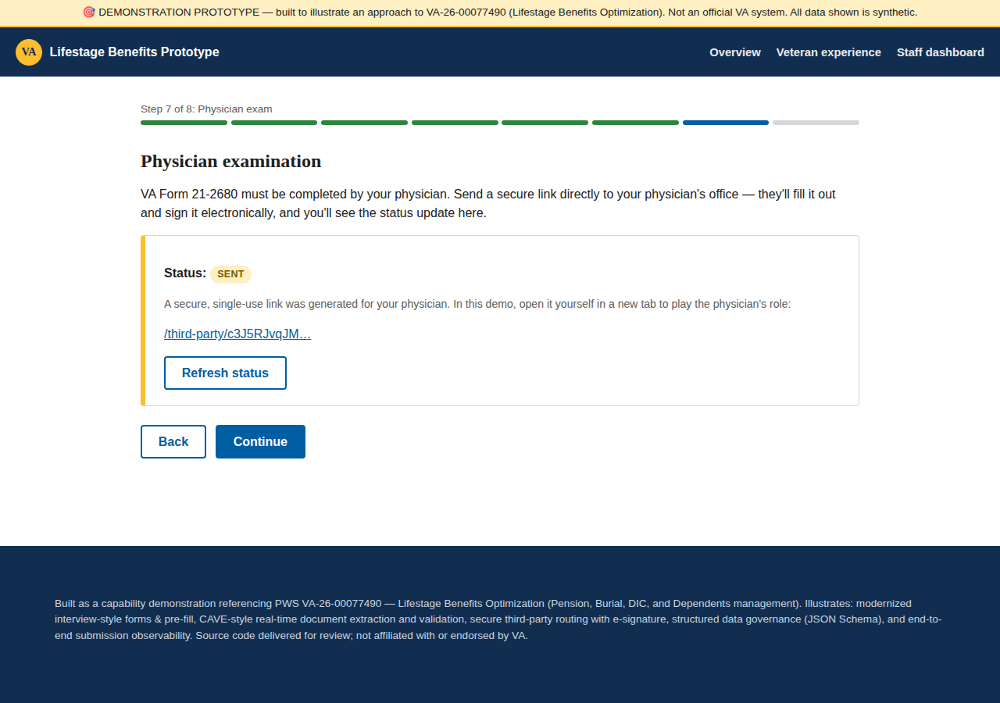 🎯 DEMONSTRATION PROTOTYPE — built to illustrate an approach to VA-26-00077490 (Lifestage Benefits Optimization). Not an official VA system. All data shown is synthetic.
VA Lifestage Benefits Prototype
Overview Veteran experience Staff dashboard
Step 7 of 8: Physician exam
Physician examination
VA Form 21-2680 must be completed by your physician. Send a secure link directly to your physician's office — they'll fill it out
and sign it electronically, and you'll see the status update here.
Status: SENT
A secure, single-use link was generated for your physician. In this demo, open it yourself in a new tab to play the physician's role:
/third-party/c3J5RJvqJM…
Refresh status
Back Continue
Built as a capability demonstration referencing PWS VA-26-00077490 — Lifestage Benefits Optimization (Pension, Burial, DIC, and Dependents management). Illustrates: modernized
interview-style forms & pre-fill, CAVE-style real-time document extraction and validation, secure third-party routing with e-signature, structured data governance (JSON Schema), and end-to-
end submission observability. Source code delivered for review; not affiliated with or endorsed by VA.